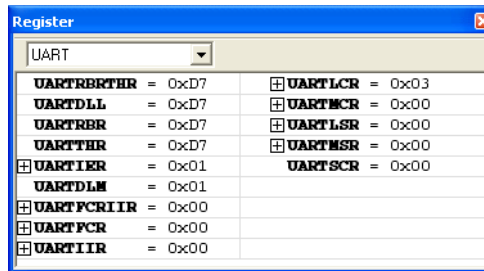 Register
UART
UARTRBRTHR = 0xD7 UARTLCR = 0x03
UARTDLL = 0xD7 UARTMCR = 0x00
UARTRBR = 0xD7 UARTLSR = 0x00
UARTTHR = 0xD7 UARTMSR = 0x00
UARTIER = 0x01 UARTSCR = 0x00
UARTDLM = 0x01
UARTFCRIIR = 0x00
UARTFCR = 0x00
UARTIIR = 0x00